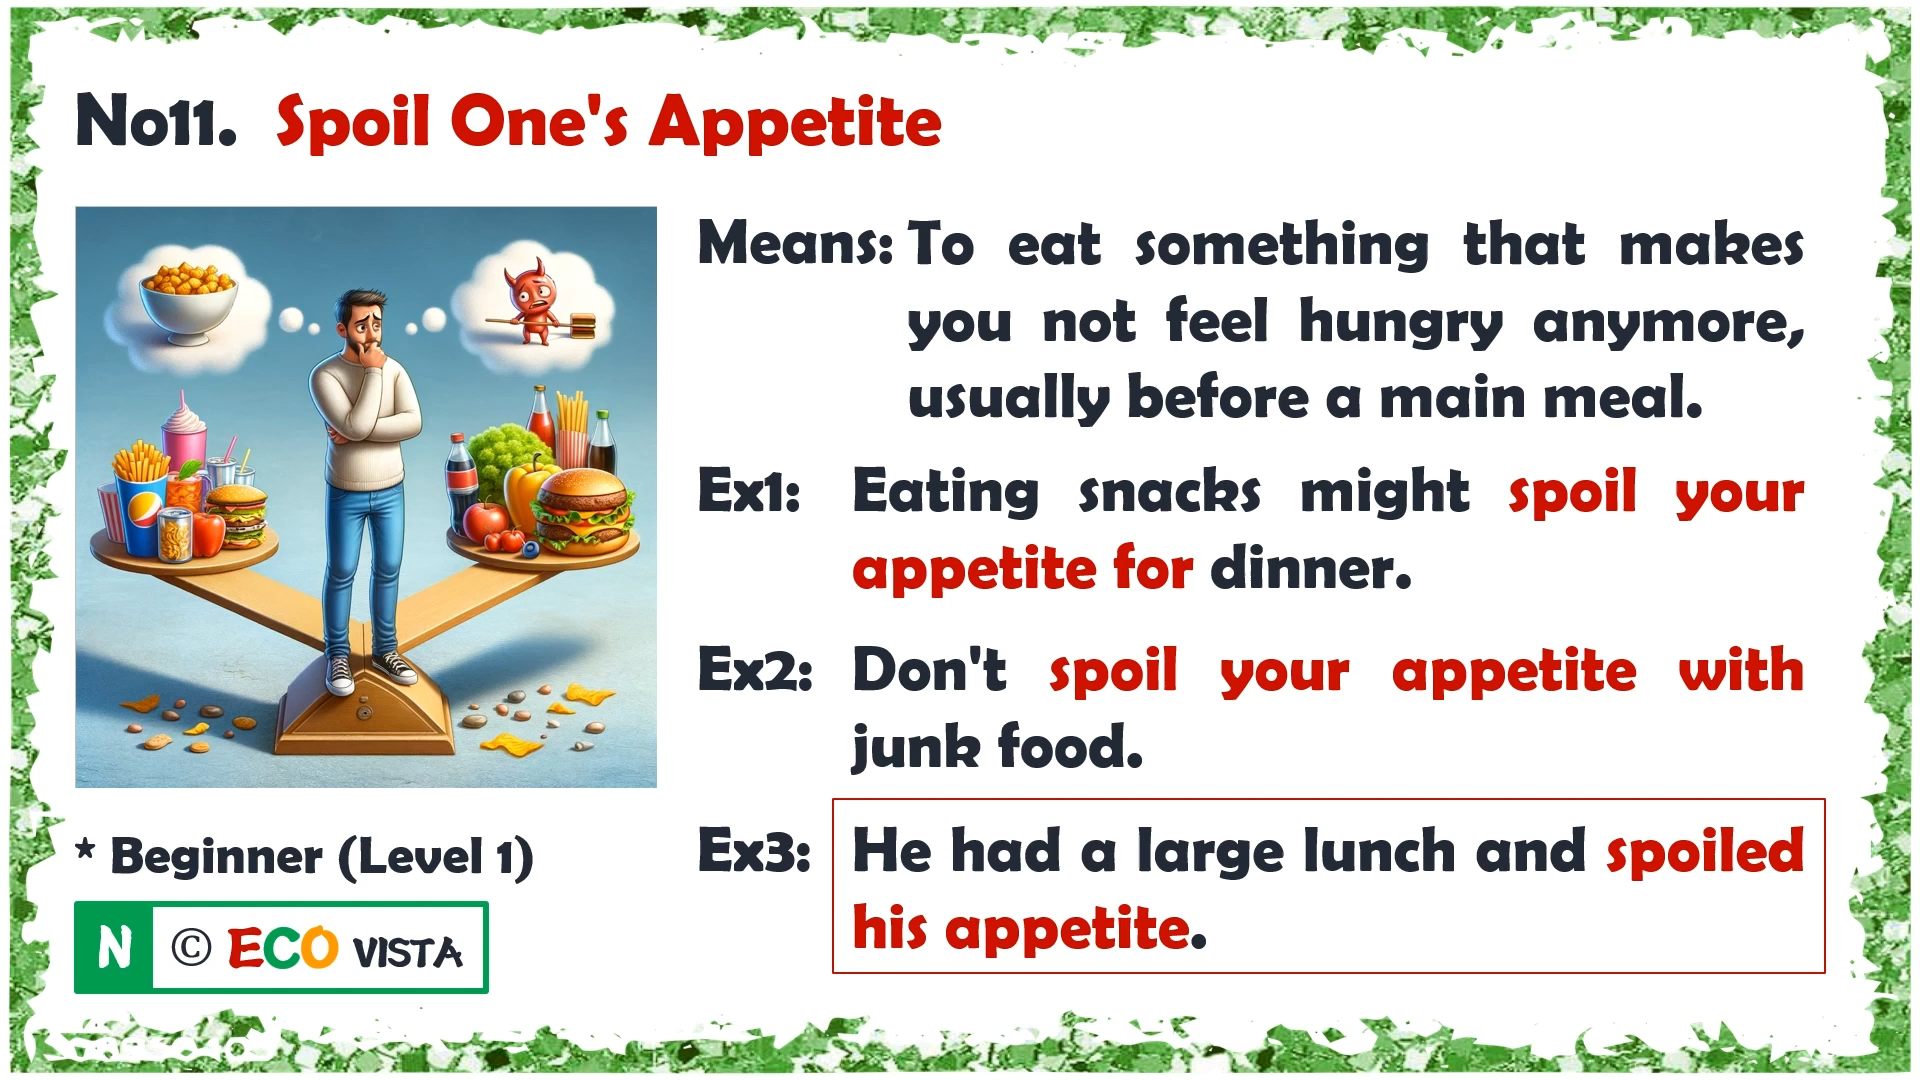 No11. Spoil One's Appetite
Means: To eat something that makes
you not feel hungry anymore,
usually before a main meal.
Ex1: Eating snacks might spoil your
appetite for dinner.
Ex2: Don't spoil your appetite with
junk food.
Ex3: He had a large lunch and spoiled
his appetite.
* Beginner (Level 1)
N © ECO VISTA